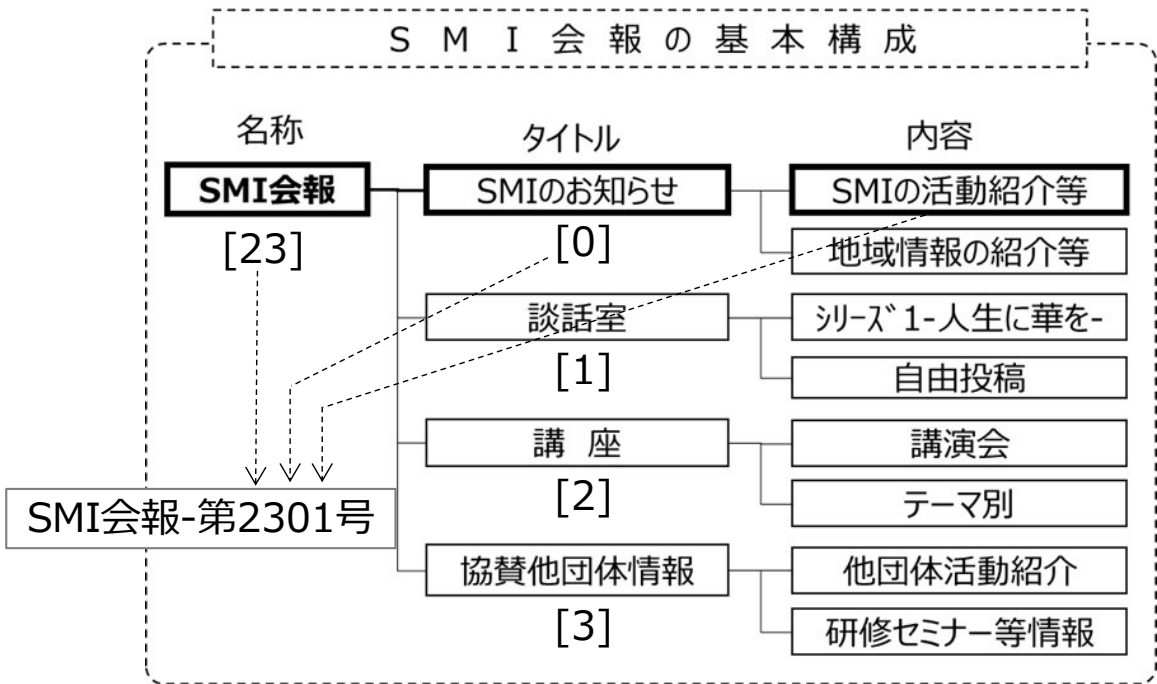 ＳＭＩ会報の基本構成
名称
タイトル
内容
SMI会報
SMIのお知らせ
SMIの活動紹介等
[23]
[0]
地域情報の紹介等
談話室
ｼﾘｰｽﾞ1-人生に華を-
[1]
自由投稿
講 座
講演会
[2]
テーマ別
SMI会報-第2301号
協賛他団体情報
他団体活動紹介
[3]
研修セミナー等情報